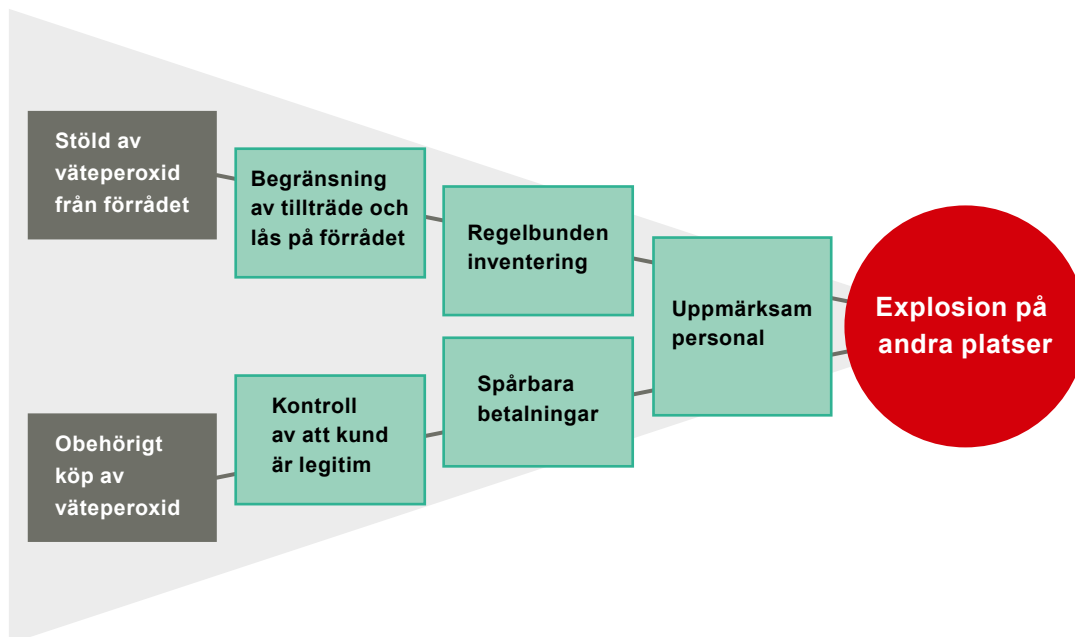 Stöld av
väteperoxid
från förrådet
Begränsning
av tillträde och
lås på förrådet
Regelbunden
inventering
Uppmärksam
personal
Explosion på
andra platser
Obehörigt
köp av
väteperoxid
Kontroll
av att kund
är legitim
Spårbara
betalningar